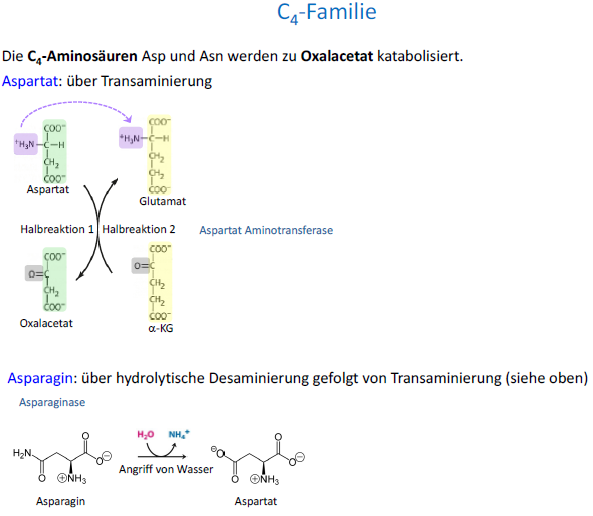 C4-Familie
Die C4-Aminosäuren Asp und Asn werden zu Oxalacetat katabolisiert.
Aspartat: über Transaminierung
COO⁻
⁺H3N–C–H
CH2
COO⁻
Aspartat
COO⁻
⁺H3N–C–H
CH2
CH2
COO⁻
Glutamat
Halbreaktion 1
Halbreaktion 2
Aspartat Aminotransferase
COO⁻
O=C
CH2
COO⁻
Oxalacetat
COO⁻
O=C
CH2
CH2
COO⁻
α-KG
Asparagin: über hydrolytische Desaminierung gefolgt von Transaminierung (siehe oben)
Asparaginase
H2N
O
O
O⊖
⊕NH3
Asparagin
H2O
NH4⁺
Angriff von Wasser
⊖O
O
O
O⊖
⊕NH3
Aspartat